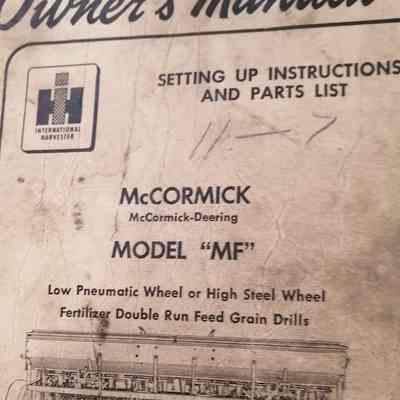 Owner's Manual
SETTING UP INSTRUCTIONS
AND PARTS LIST
IH
INTERNATIONAL
HARVESTER
11-7
McCORMICK
McCormick-Deering
MODEL "MF"
Low Pneumatic Wheel or High Steel Wheel
Fertilizer Double Run Feed Grain Drills